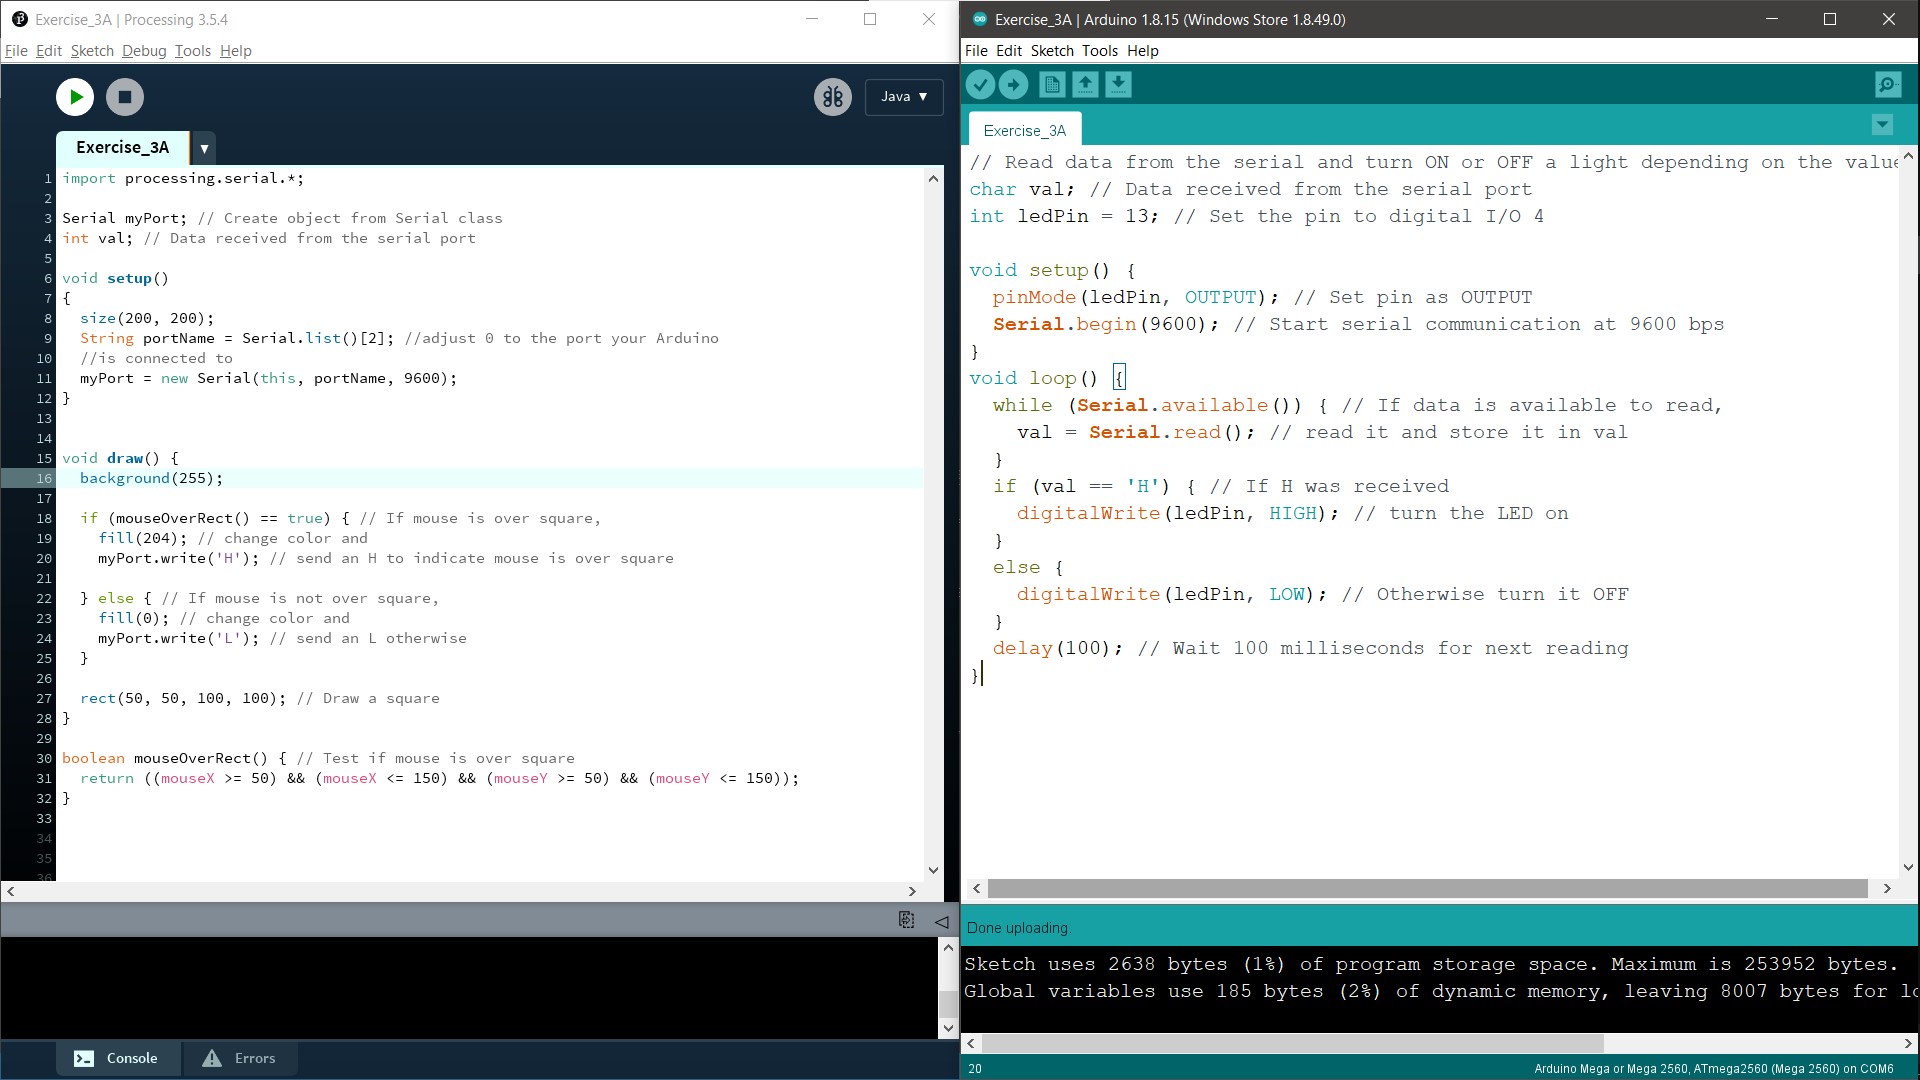 Exercise_3A | Processing 3.5.4
File Edit Sketch Debug Tools Help
Java ▼
Exercise_3A ▼
1 import processing.serial.*;
2
3 Serial myPort; // Create object from Serial class
4 int val; // Data received from the serial port
5
6 void setup()
7 {
8 size(200, 200);
9 String portName = Serial.list()[2]; //adjust 0 to the port your Arduino
10 //is connected to
11 myPort = new Serial(this, portName, 9600);
12 }
13
14
15 void draw() {
16 background(255);
17
18 if (mouseOverRect() == true) { // If mouse is over square,
19 fill(204); // change color and
20 myPort.write('H'); // send an H to indicate mouse is over square
21
22 } else { // If mouse is not over square,
23 fill(0); // change color and
24 myPort.write('L'); // send an L otherwise
25 }
26
27 rect(50, 50, 100, 100); // Draw a square
28 }
29
30 boolean mouseOverRect() { // Test if mouse is over square
31 return ((mouseX >= 50) && (mouseX <= 150) && (mouseY >= 50) && (mouseY <= 150));
32 }
33
34
35
36
Console
Errors
Exercise_3A | Arduino 1.8.15 (Windows Store 1.8.49.0)
File Edit Sketch Tools Help
Exercise_3A
// Read data from the serial and turn ON or OFF a light depending on the value
char val; // Data received from the serial port
int ledPin = 13; // Set the pin to digital I/O 4
void setup() {
pinMode(ledPin, OUTPUT); // Set pin as OUTPUT
Serial.begin(9600); // Start serial communication at 9600 bps
}
void loop() {
while (Serial.available()) { // If data is available to read,
val = Serial.read(); // read it and store it in val
}
if (val == 'H') { // If H was received
digitalWrite(ledPin, HIGH); // turn the LED on
}
else {
digitalWrite(ledPin, LOW); // Otherwise turn it OFF
}
delay(100); // Wait 100 milliseconds for next reading
}
Done uploading.
Sketch uses 2638 bytes (1%) of program storage space. Maximum is 253952 bytes.
Global variables use 185 bytes (2%) of dynamic memory, leaving 8007 bytes for
20
Arduino Mega or Mega 2560, ATmega2560 (Mega 2560) on COM6